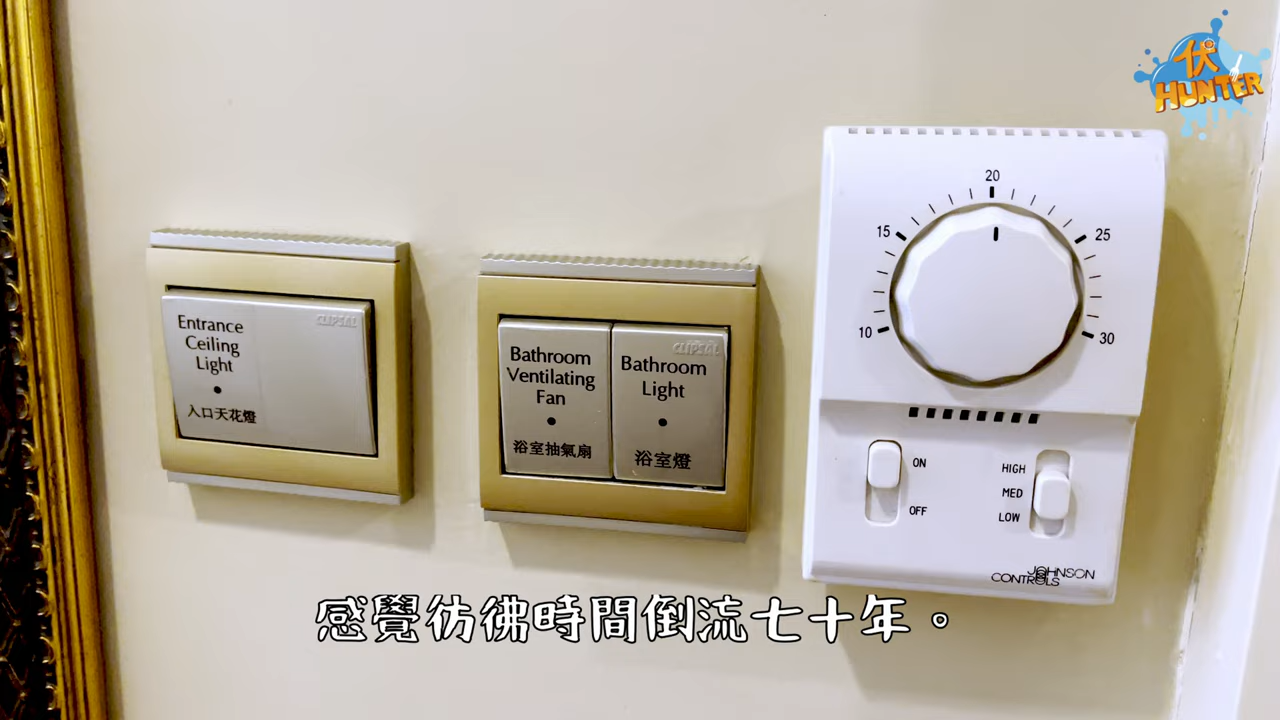 伏
HUNTER
Entrance
Ceiling
Light
入口天花燈
CLIPSAL
Bathroom
Ventilating
Fan
浴室抽氣扇
CLIPSAL
Bathroom
Light
浴室燈
20
15
25
10
30
ON
OFF
HIGH
MED
LOW
JOHNSON
CONTROLS
感覺彷彿時間倒流七十年。